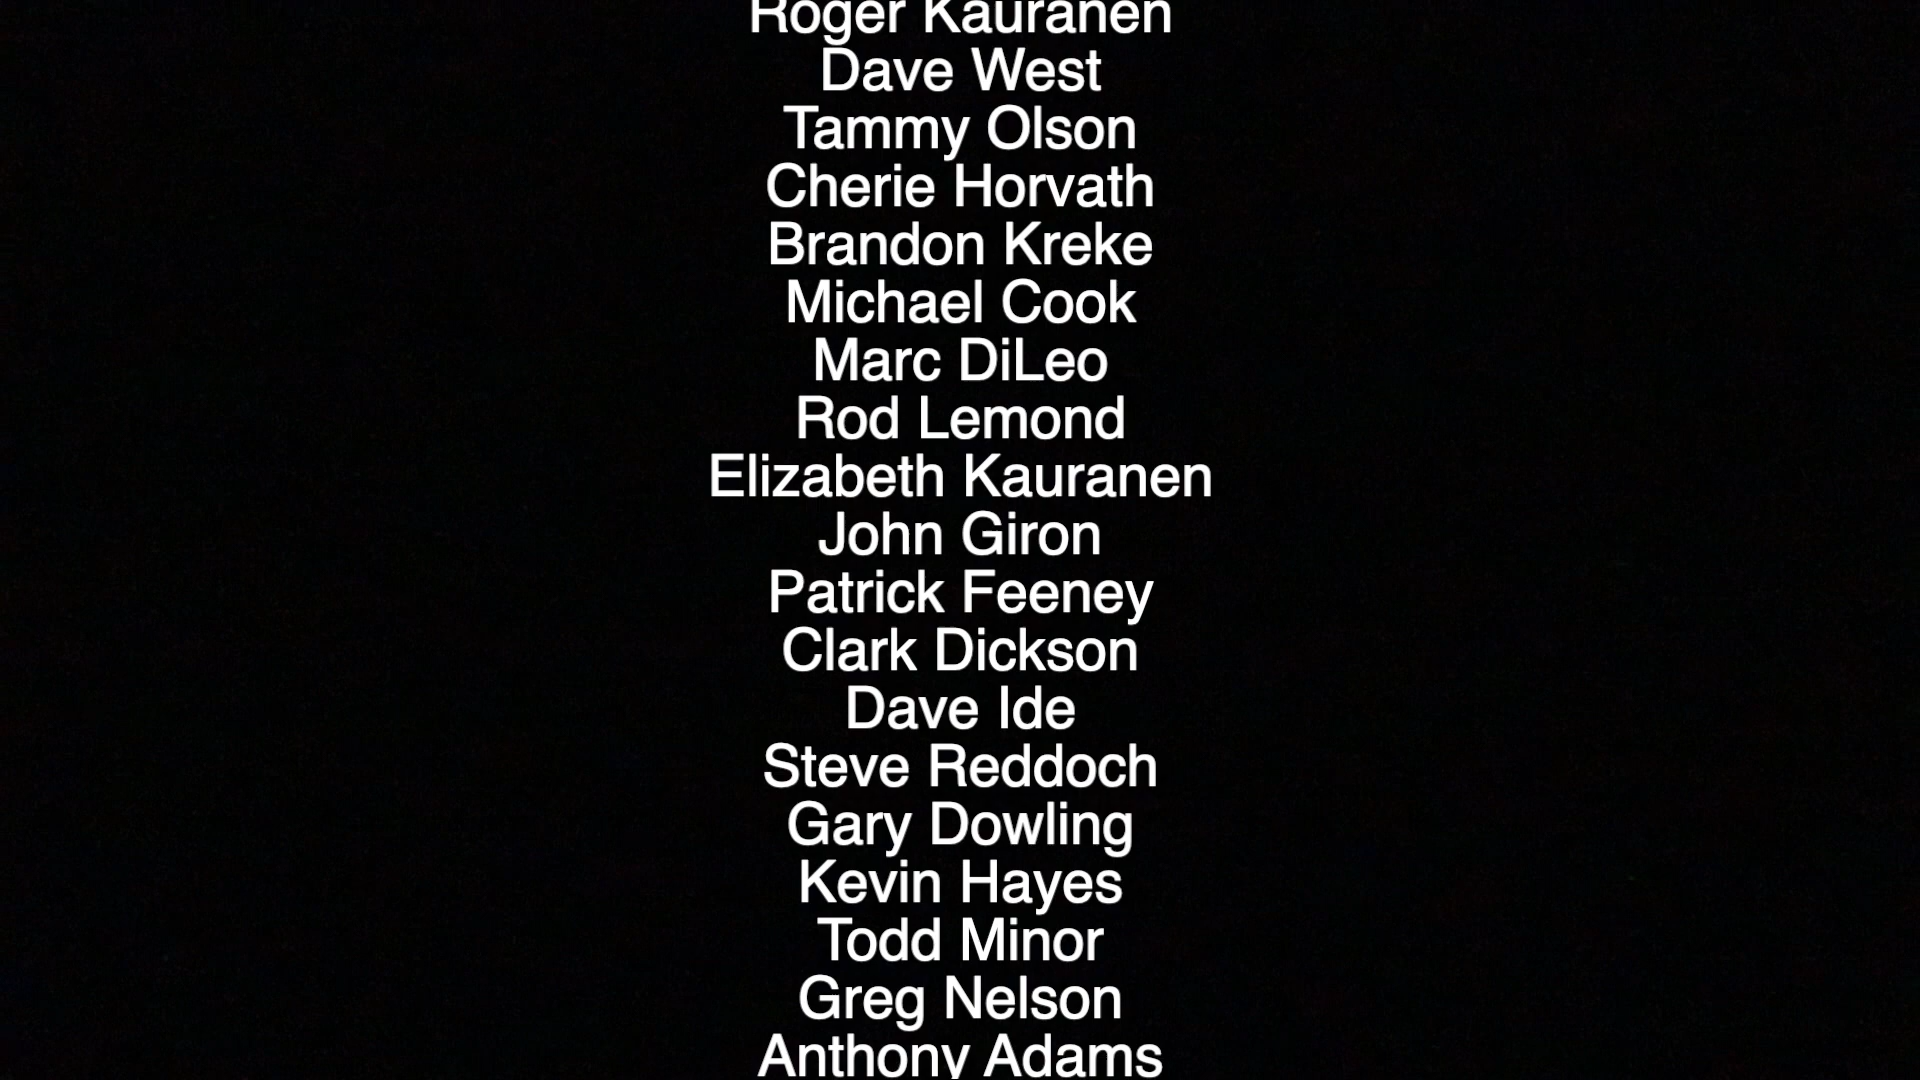 Roger Kauranen
Dave West
Tammy Olson
Cherie Horvath
Brandon Kreke
Michael Cook
Marc DiLeo
Rod Lemond
Elizabeth Kauranen
John Giron
Patrick Feeney
Clark Dickson
Dave Ide
Steve Reddoch
Gary Dowling
Kevin Hayes
Todd Minor
Greg Nelson
Anthony Adams